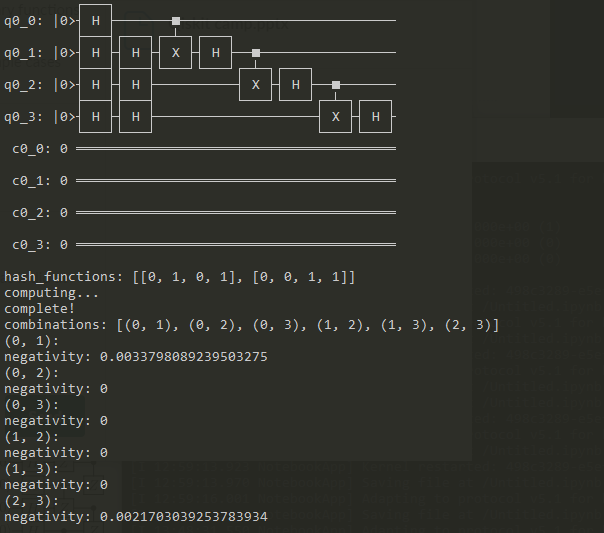 q0_0: |0> H
q0_1: |0> H H X H
q0_2: |0> H H X H
q0_3: |0> H H X H
c0_0: 0
c0_1: 0
c0_2: 0
c0_3: 0
hash_functions: [[0, 1, 0, 1], [0, 0, 1, 1]]
computing...
complete!
combinations: [(0, 1), (0, 2), (0, 3), (1, 2), (1, 3), (2, 3)]
(0, 1):
negativity: 0.0033798089239503275
(0, 2):
negativity: 0
(0, 3):
negativity: 0
(1, 2):
negativity: 0
(1, 3):
negativity: 0
(2, 3):
negativity: 0.0021703039253783934